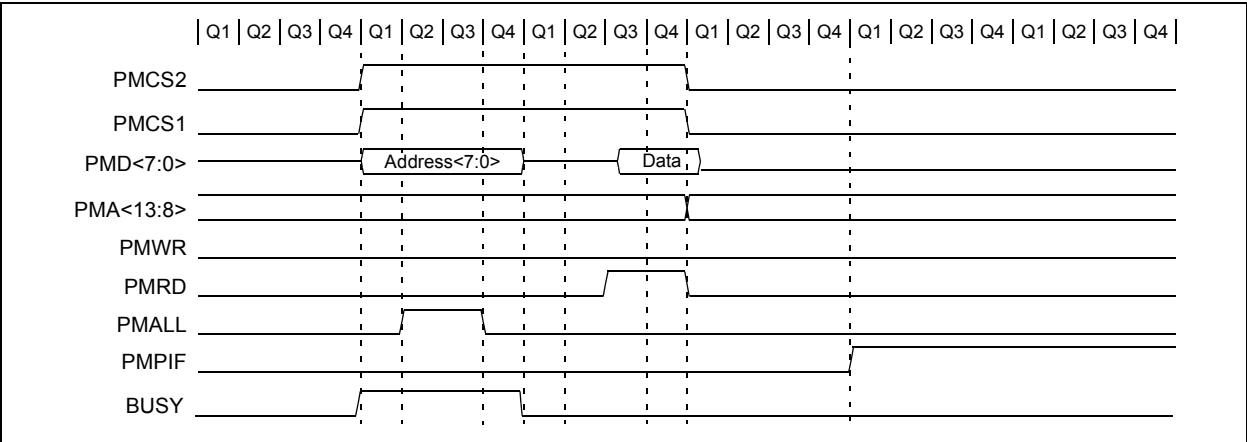 Q1 Q2 Q3 Q4 Q1 Q2 Q3 Q4 Q1 Q2 Q3 Q4 Q1 Q2 Q3 Q4 Q1 Q2 Q3 Q4 Q1 Q2 Q3 Q4
PMCS2
PMCS1
PMD<7:0> Address<7:0> Data
PMA<13:8>
PMWR
PMRD
PMALL
PMPIF
BUSY